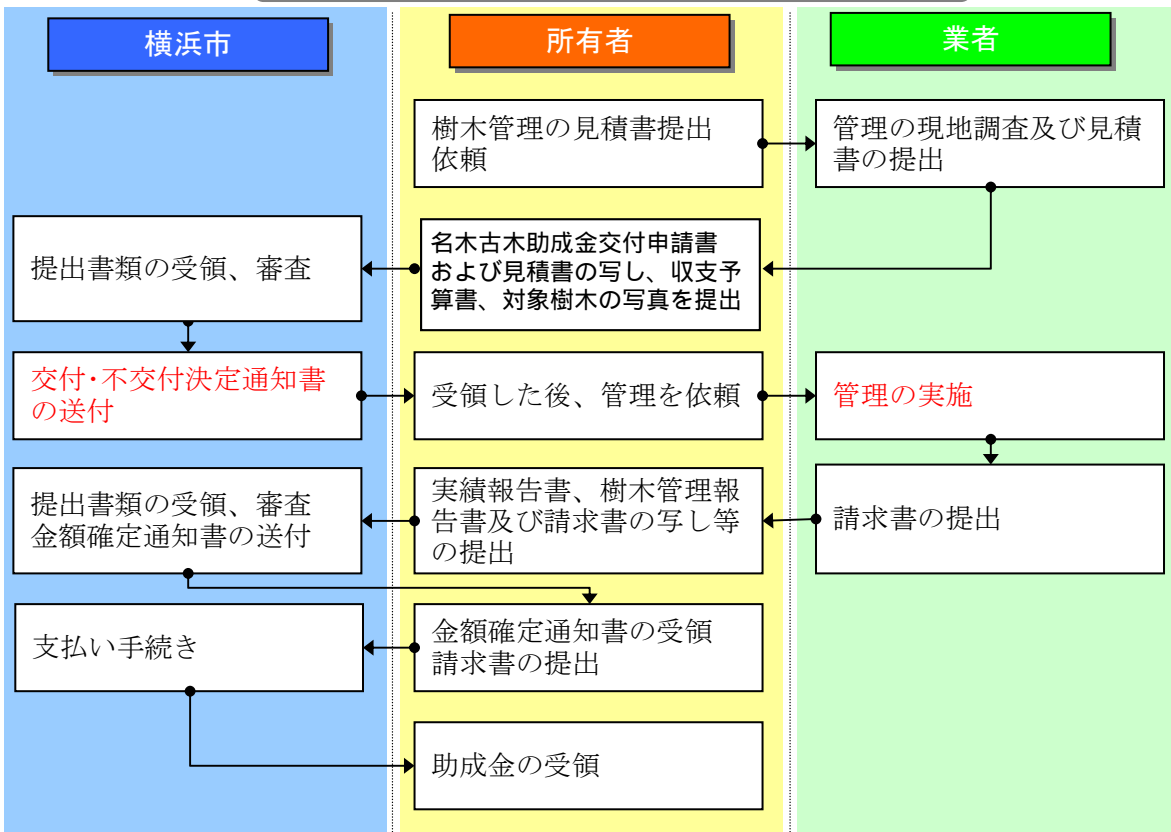 横浜市
所有者
業者
樹木管理の見積書提出
依頼
管理の現地調査及び見積
書の提出
名木古木助成金交付申請書
および見積書の写し、収支予
算書、対象樹木の写真を提出
提出書類の受領、審査
交付・不交付決定通知書
の送付
受領した後、管理を依頼
管理の実施
請求書の提出
実績報告書、樹木管理報
告書及び請求書の写し等
の提出
提出書類の受領、審査
金額確定通知書の送付
金額確定通知書の受領
請求書の提出
支払い手続き
助成金の受領